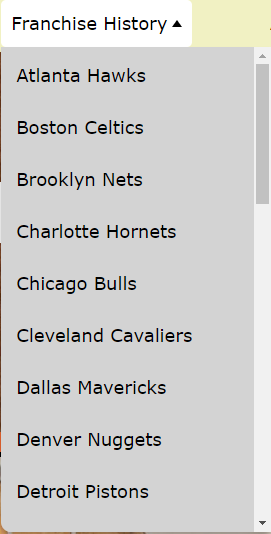 Franchise History
Atlanta Hawks
Boston Celtics
Brooklyn Nets
Charlotte Hornets
Chicago Bulls
Cleveland Cavaliers
Dallas Mavericks
Denver Nuggets
Detroit Pistons